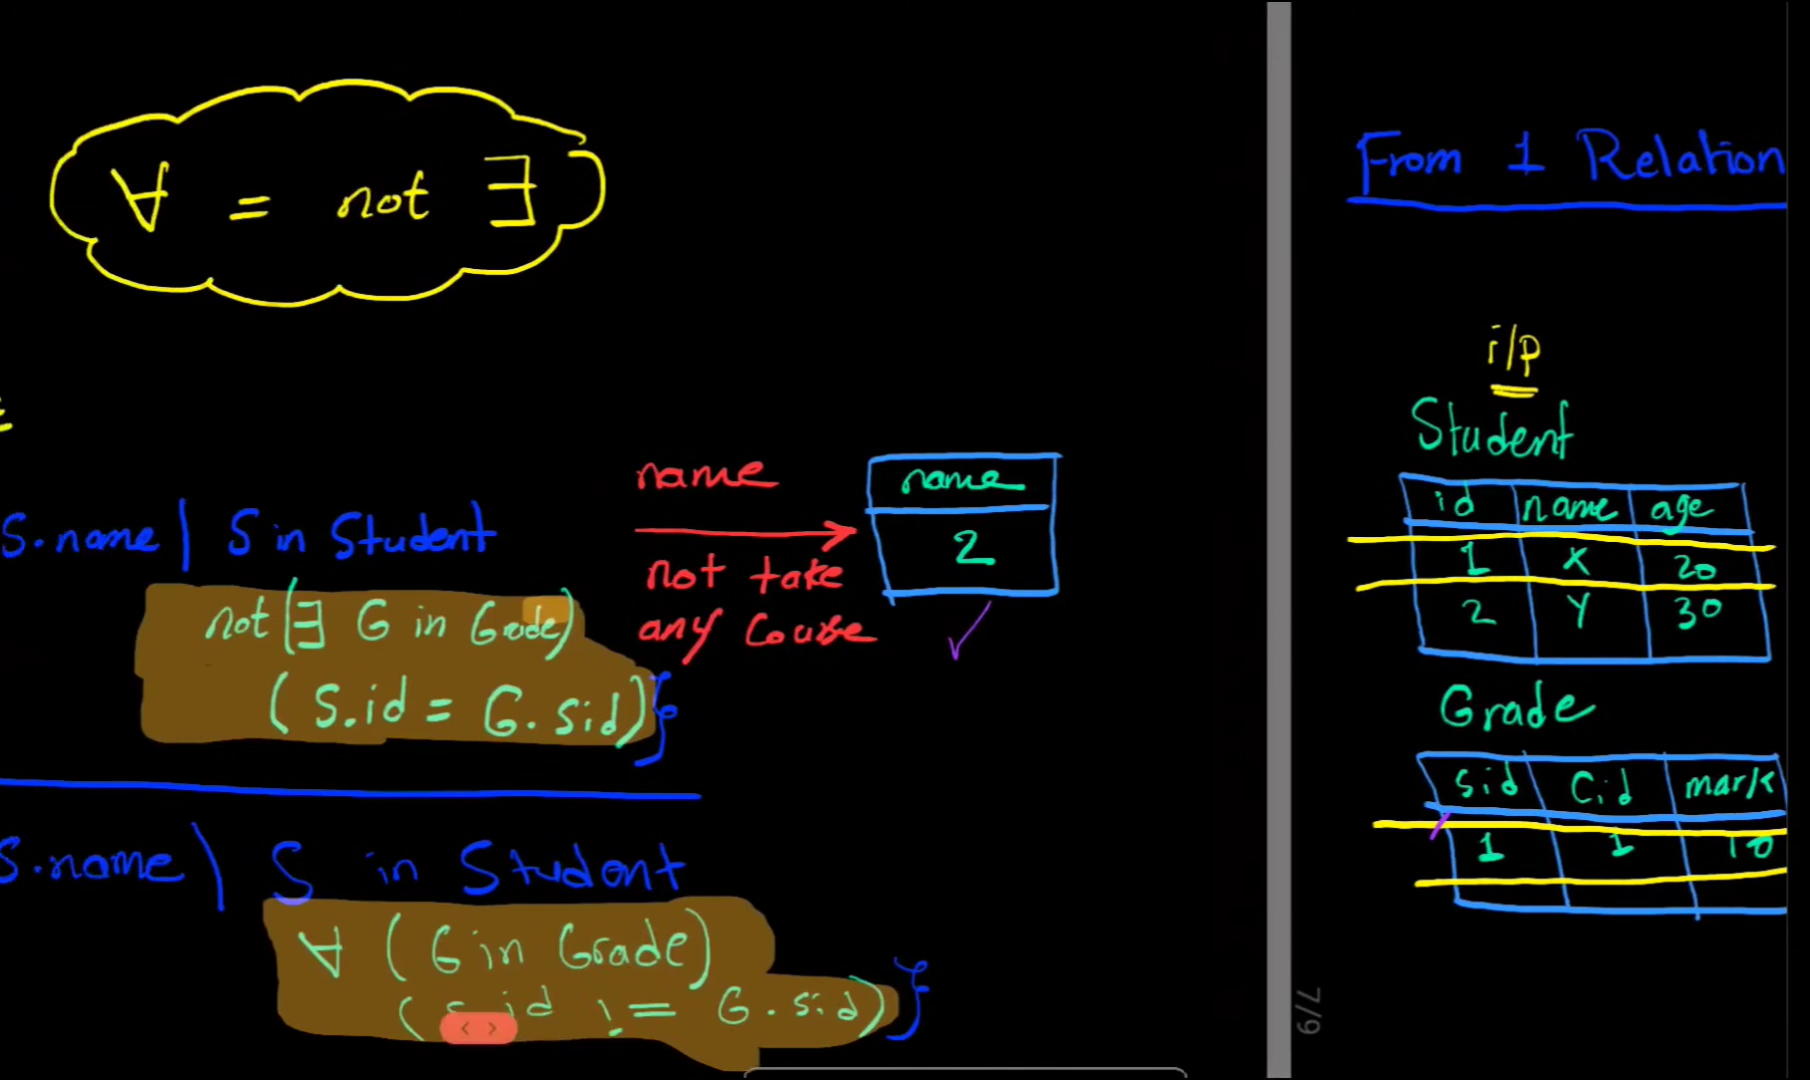 ∀ = not ∃
S.name | S in Student
not (∃ G in Grade)
(S.id = G.sid)}
name
not take
any Course
name
2
S.name | S in Student
∀ (G in Grade)
(S.id != G.sid)}
From 1 Relation
i/p
Student
id name age
1 X 20
2 Y 30
Grade
sid Cid mark
1 1 10
7/9